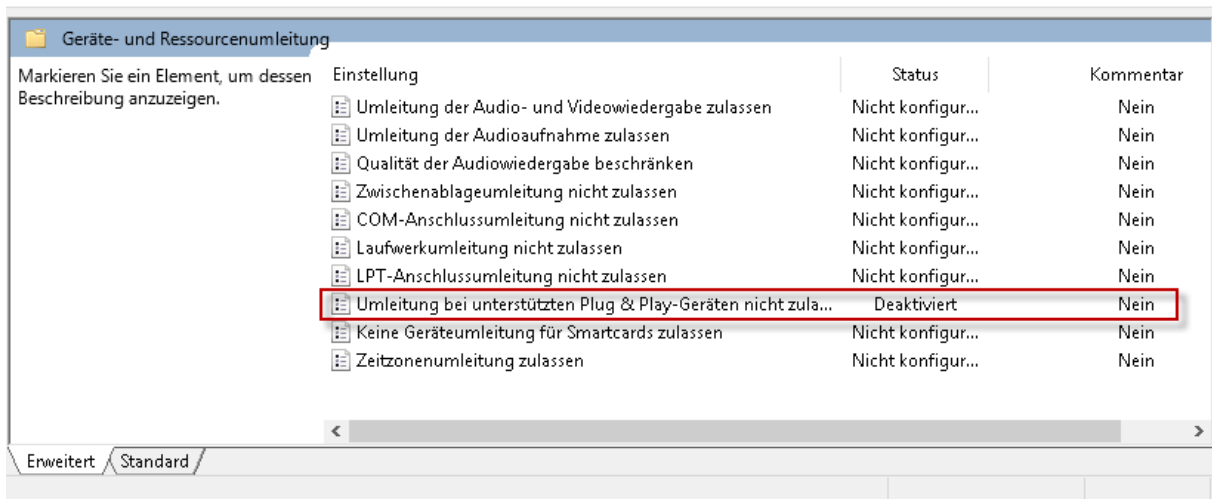 Geräte- und Ressourcenumleitung
Markieren Sie ein Element, um dessen
Beschreibung anzuzeigen.
Einstellung Status Kommentar
Umleitung der Audio- und Videowiedergabe zulassen Nicht konfigur... Nein
Umleitung der Audioaufnahme zulassen Nicht konfigur... Nein
Qualität der Audiowiedergabe beschränken Nicht konfigur... Nein
Zwischenablageumleitung nicht zulassen Nicht konfigur... Nein
COM-Anschlussumleitung nicht zulassen Nicht konfigur... Nein
Laufwerkumleitung nicht zulassen Nicht konfigur... Nein
LPT-Anschlussumleitung nicht zulassen Nicht konfigur... Nein
Umleitung bei unterstützten Plug & Play-Geräten nicht zula... Deaktiviert Nein
Keine Geräteumleitung für Smartcards zulassen Nicht konfigur... Nein
Zeitzonenumleitung zulassen Nicht konfigur... Nein
Erweitert Standard